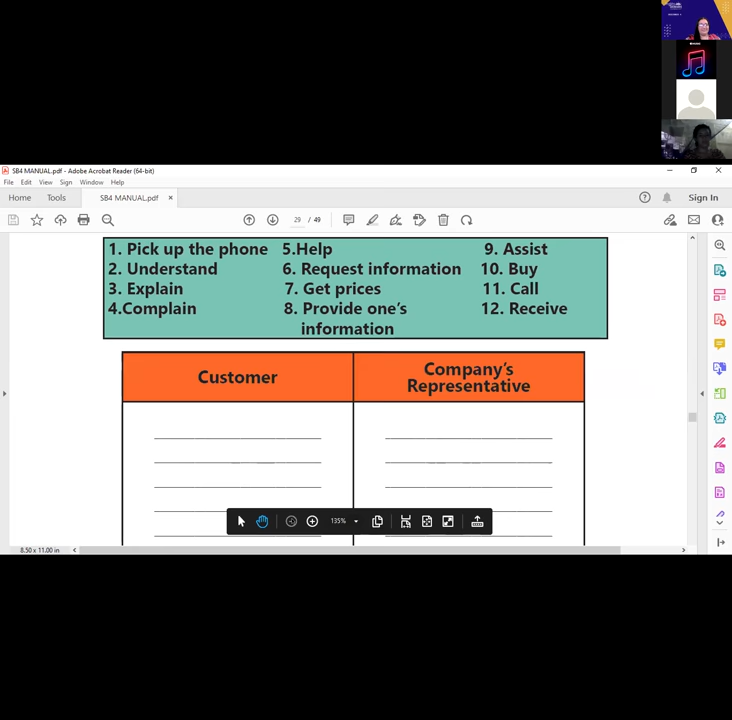 SB4 MANUAL.pdf - Adobe Acrobat Reader (64-bit)
File Edit View Sign Window Help
Home Tools SB4 MANUAL.pdf × Sign In
29 / 49
1. Pick up the phone 5.Help 9. Assist
2. Understand 6. Request information 10. Buy
3. Explain 7. Get prices 11. Call
4.Complain 8. Provide one's 12. Receive
information
Customer Company's
Representative
135%
8.50 x 11.00 in